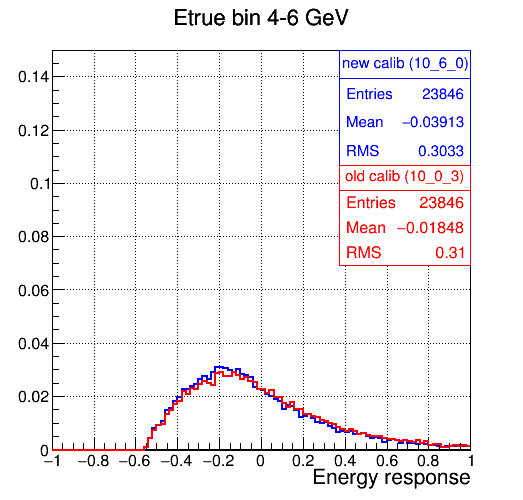 Etrue bin 4-6 GeV
new calib (10_6_0)
Entries 23846
Mean −0.03913
RMS 0.3033
old calib (10_0_3)
Entries 23846
Mean −0.01848
RMS 0.31
0.14
0.12
0.1
0.08
0.06
0.04
0.02
0
−1 −0.8 −0.6 −0.4 −0.2 0 0.2 0.4 0.6 0.8 1
Energy response